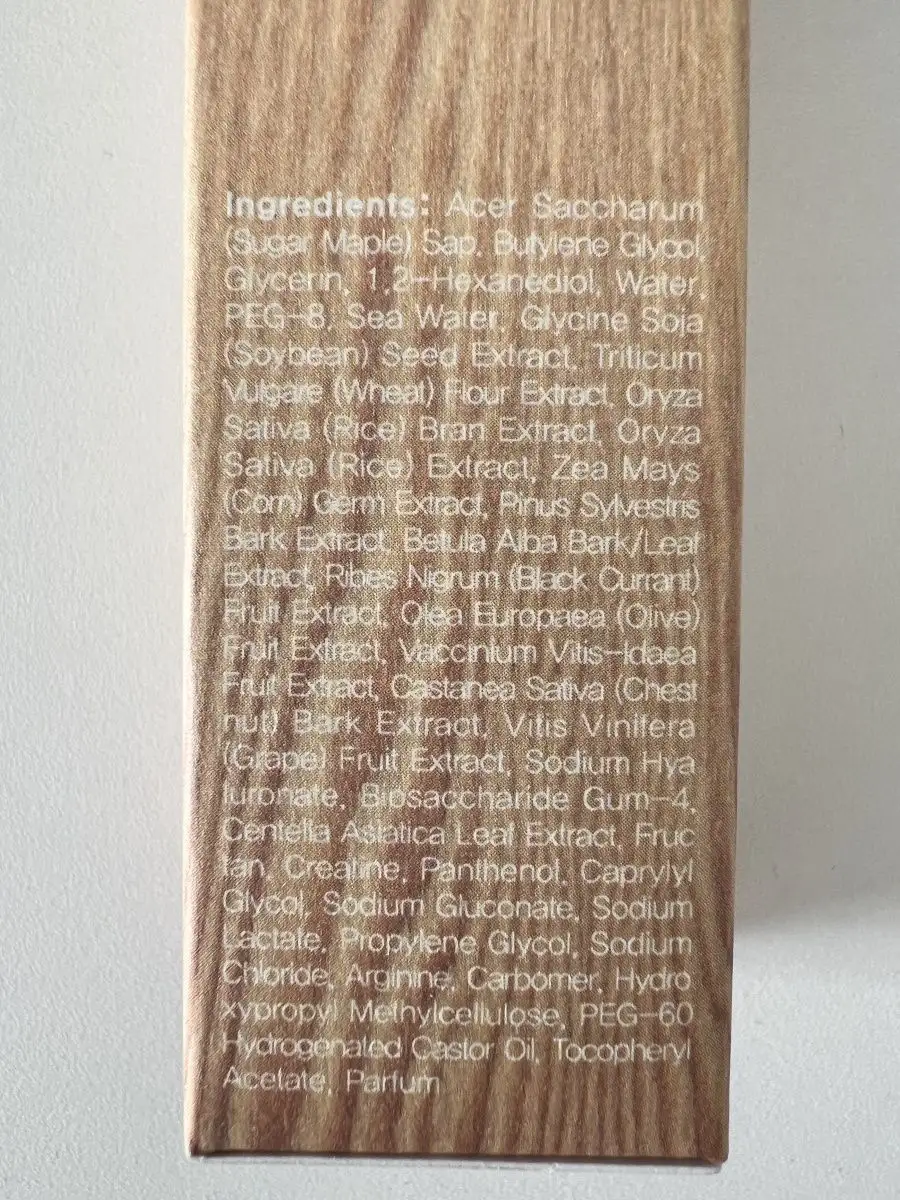 Ingredients: Acer Saccharum
(Sugar Maple) Sap, Butylene Glycol,
Glycerin, 1,2-Hexanediol, Water,
PEG-8, Sea Water, Glycine Soja
(Soybean) Seed Extract, Triticum
Vulgare (Wheat) Flour Extract, Oryza
Sativa (Rice) Bran Extract, Oryza
Sativa (Rice) Extract, Zea Mays
(Corn) Germ Extract, Pinus Sylvestris
Bark Extract, Betula Alba Bark/Leaf
Extract, Ribes Nigrum (Black Currant)
Fruit Extract, Olea Europaea (Olive)
Fruit Extract, Vaccinium Vitis-Idaea
Fruit Extract, Castanea Sativa (Chest
nut) Bark Extract, Vitis Vinifera
(Grape) Fruit Extract, Sodium Hya
luronate, Biosaccharide Gum-4,
Centella Asiatica Leaf Extract, Fruc
tan, Creatine, Panthenol, Caprylyl
Glycol, Sodium Gluconate, Sodium
Lactate, Propylene Glycol, Sodium
Chloride, Arginine, Carbomer, Hydro
xypropyl Methylcellulose, PEG-60
Hydrogenated Castor Oil, Tocopheryl
Acetate, Parfum